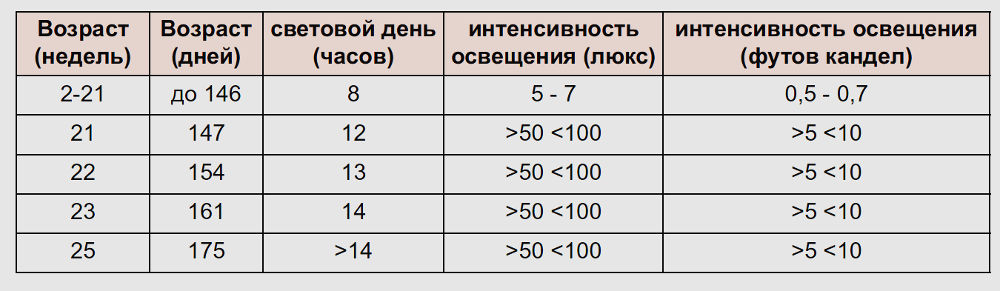 Возраст (недель) Возраст (дней) световой день (часов) интенсивность освещения (люкс) интенсивность освещения (футов кандел)
2-21 до 146 8 5 - 7 0,5 - 0,7
21 147 12 >50 <100 >5 <10
22 154 13 >50 <100 >5 <10
23 161 14 >50 <100 >5 <10
25 175 >14 >50 <100 >5 <10